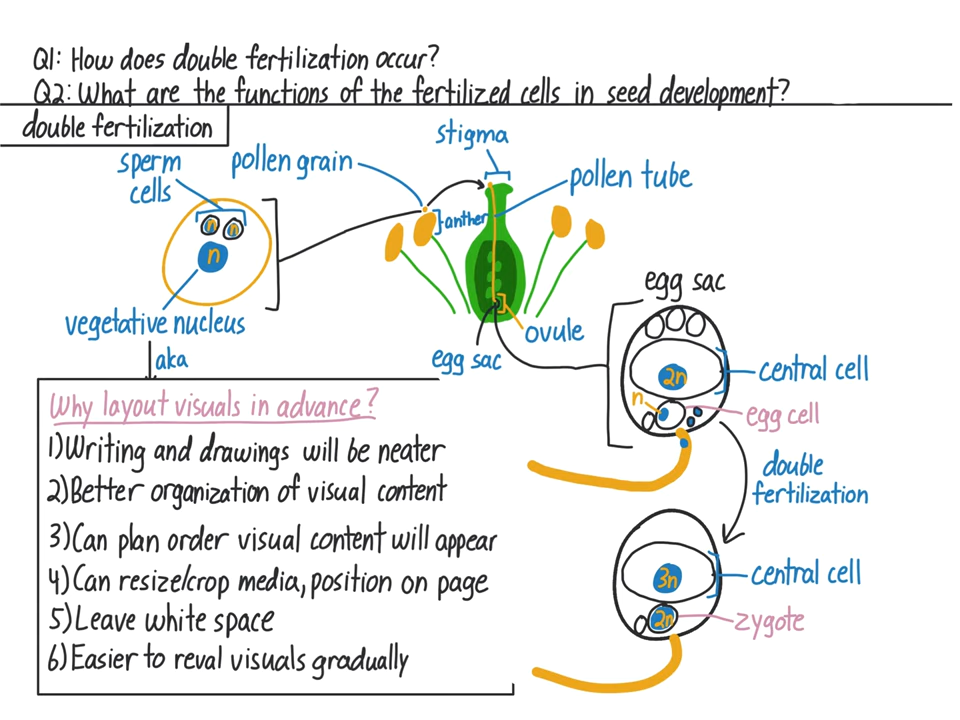 Q1: How does double fertilization occur?
Q2: What are the functions of the fertilized cells in seed development?
double fertilization
stigma
sperm
cells
pollen grain
pollen tube
anther
n
n
n
vegetative nucleus
aka
egg sac
ovule
egg sac
2n
central cell
n
egg cell
double
fertilization
3n
central cell
2n
zygote
Why layout visuals in advance?
1)Writing and drawings will be neater
2)Better organization of visual content
3)Can plan order visual content will appear
4)Can resize/crop media, position on page
5)Leave white space
6)Easier to reval visuals gradually